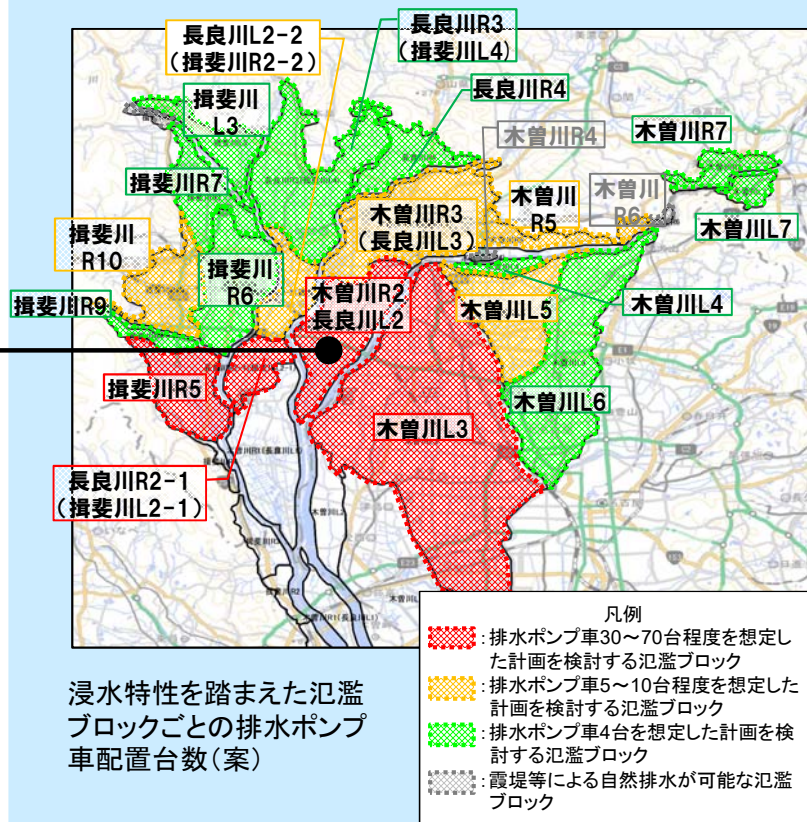 長良川L2-2
(揖斐川R2-2)
長良川R3
(揖斐川L4)
長良川R4
揖斐川
L3
木曽川R4
木曽川R7
揖斐川R7
木曽川
R5
木曽川
R6
木曽川R3
(長良川L3)
木曽川L7
揖斐川
R10
揖斐川
R6
木曽川R2
長良川L2
木曽川L5
木曽川L4
揖斐川R9
揖斐川R5
木曽川L3
木曽川L6
長良川R2-1
(揖斐川L2-1)
浸水特性を踏まえた氾濫
ブロックごとの排水ポンプ
車配置台数(案)
凡例
:排水ポンプ車30~70台程度を想定し
た計画を検討する氾濫ブロック
:排水ポンプ車5~10台程度を想定した
計画を検討する氾濫ブロック
:排水ポンプ車4台を想定した計画を検
討する氾濫ブロック
:霞堤等による自然排水が可能な氾濫
ブロック